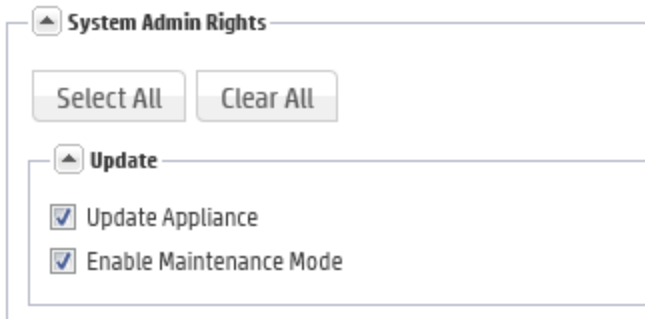 System Admin Rights
Select All Clear All
Update
Update Appliance
Enable Maintenance Mode